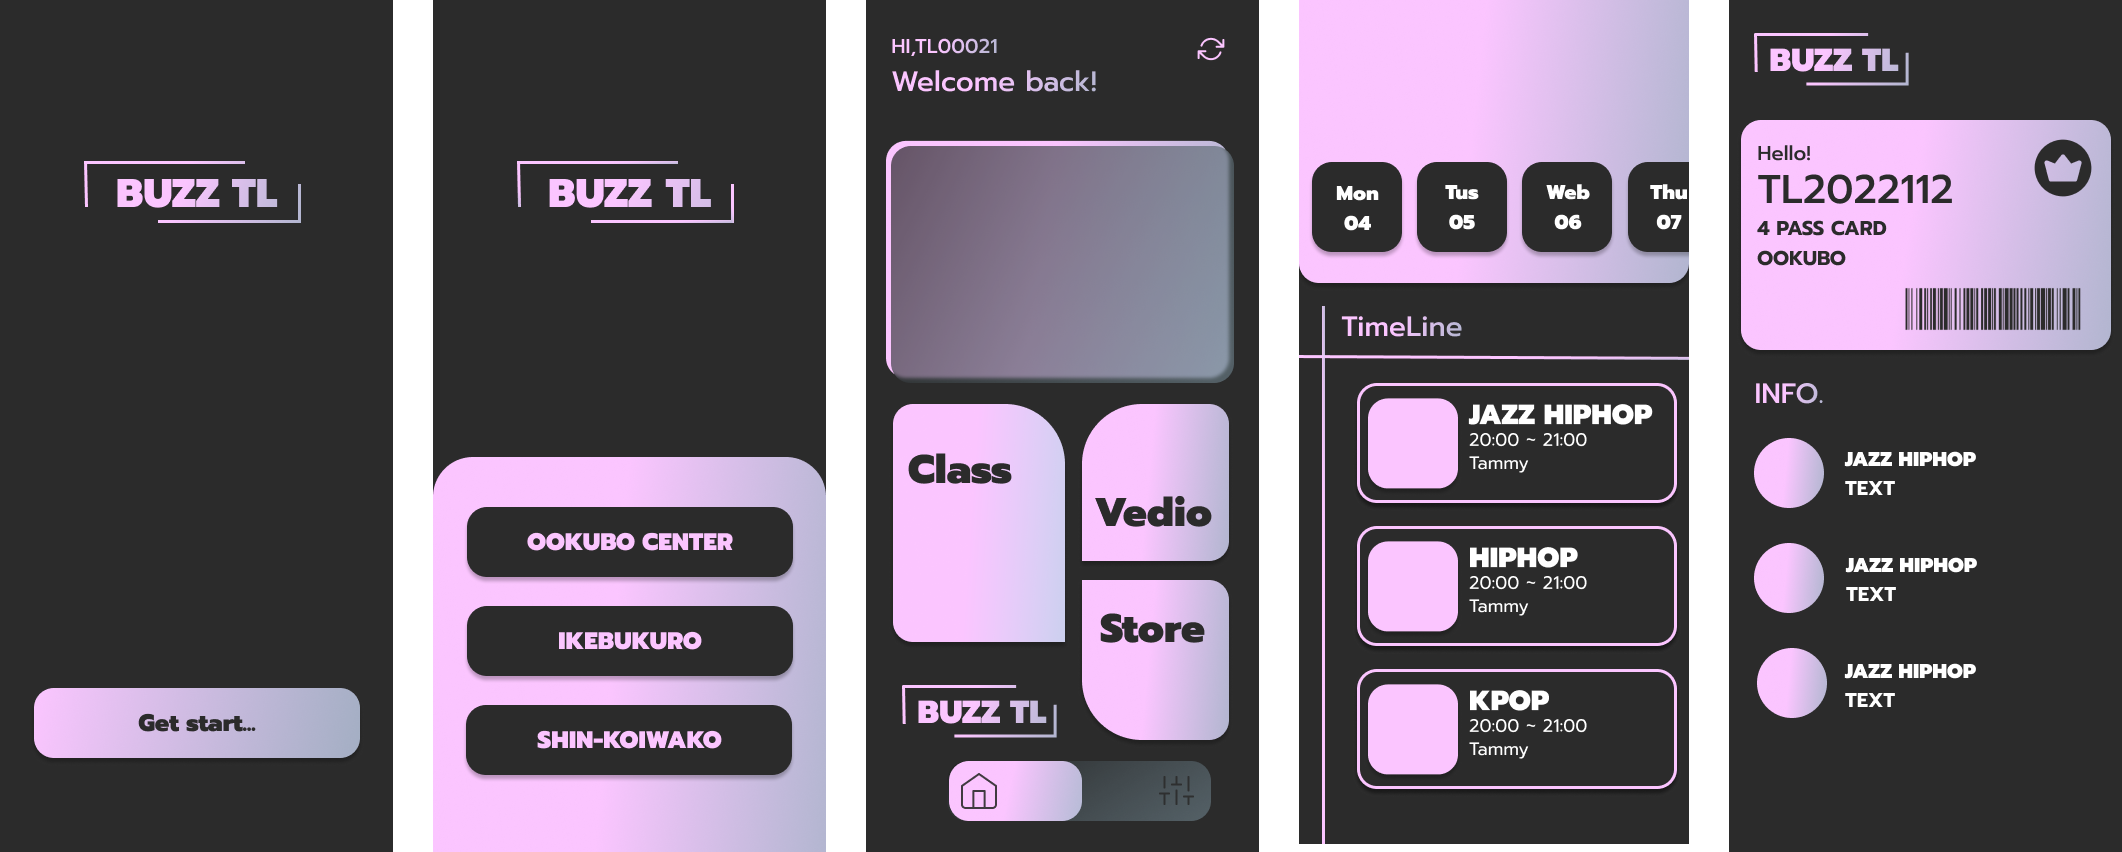 BUZZ TL
Get start...
BUZZ TL
OOKUBO CENTER
IKEBUKURO
SHIN-KOIWAKO
HI,TL00021
Welcome back!
Class
Vedio
Store
BUZZ TL
Mon
04
Tus
05
Web
06
Thu
07
TimeLine
JAZZ HIPHOP
20:00 ~ 21:00
Tammy
HIPHOP
20:00 ~ 21:00
Tammy
KPOP
20:00 ~ 21:00
Tammy
BUZZ TL
Hello!
TL2022112
4 PASS CARD
OOKUBO
INFO.
JAZZ HIPHOP
TEXT
JAZZ HIPHOP
TEXT
JAZZ HIPHOP
TEXT